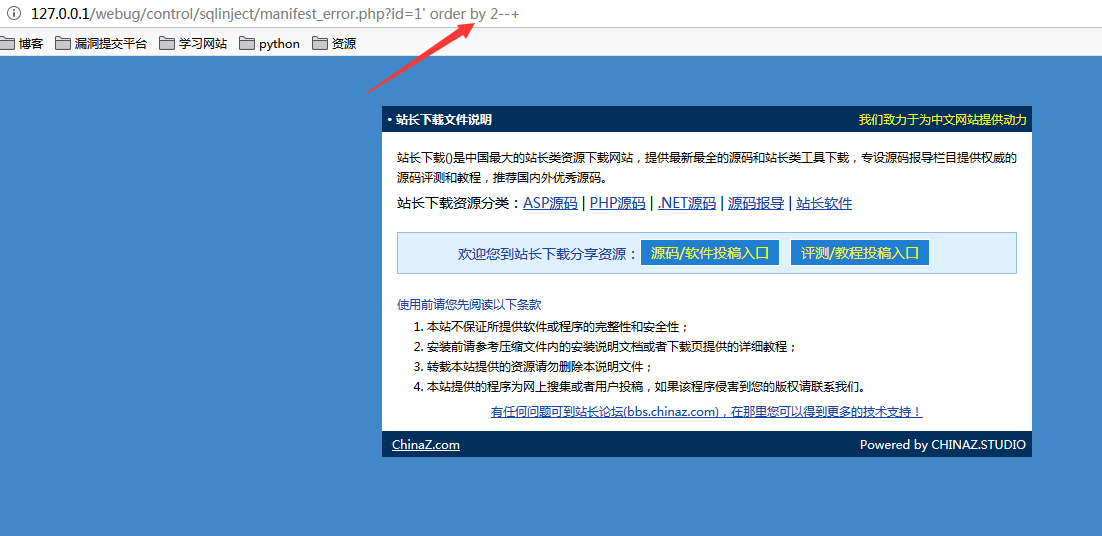 127.0.0.1/webug/control/sqlinject/manifest_error.php?id=1' order by 2--+
博客 漏洞提交平台 学习网站 python 资源
• 站长下载文件说明 我们致力于为中文网站提供动力
站长下载()是中国最大的站长类资源下载网站，提供最新最全的源码和站长类工具下载，专设源码报导栏目提供权威的
源码评测和教程，推荐国内外优秀源码。
站长下载资源分类：ASP源码 | PHP源码 | .NET源码 | 源码报导 | 站长软件
欢迎您到站长下载分享资源： 源码/软件投稿入口 评测/教程投稿入口
使用前请您先阅读以下条款
1. 本站不保证所提供软件或程序的完整性和安全性；
2. 安装前请参考压缩文件内的安装说明文档或者下载页提供的详细教程；
3. 转载本站提供的资源请勿删除本说明文件；
4. 本站提供的程序为网上搜集或者用户投稿，如果该程序侵害到您的版权请联系我们。
有任何问题可到站长论坛(bbs.chinaz.com)，在那里您可以得到更多的技术支持！
ChinaZ.com Powered by CHINAZ.STUDIO